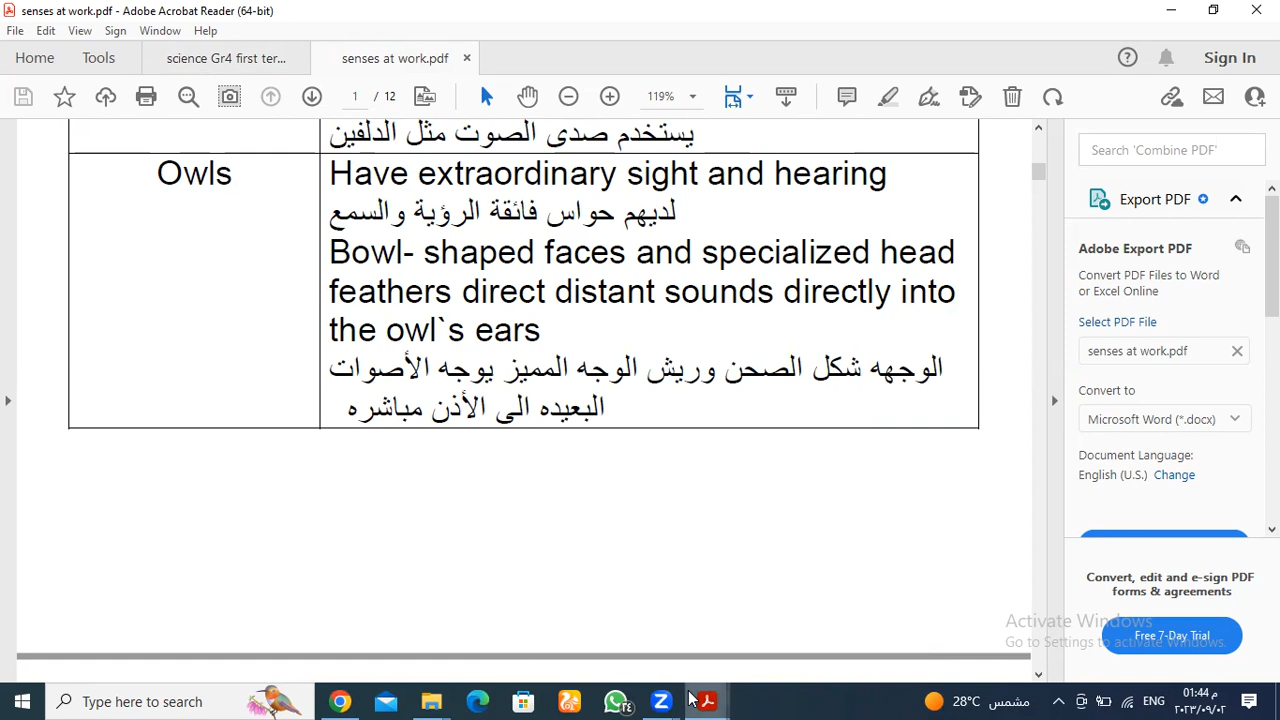 senses at work.pdf - Adobe Acrobat Reader (64-bit)
File Edit View Sign Window Help
Home Tools science Gr4 first ter... senses at work.pdf × Sign In
1 / 12 119%
يستخدم صدى الصوت مثل الدلفين
Owls
Have extraordinary sight and hearing
لديهم حواس فائقة الرؤية والسمع
Bowl- shaped faces and specialized head
feathers direct distant sounds directly into
the owl`s ears
الوجهه شكل الصحن وريش الوجه المميز يوجه الأصوات
البعيده الى الأذن مباشره
Search 'Combine PDF'
Export PDF
Adobe Export PDF
Convert PDF Files to Word
or Excel Online
Select PDF File
senses at work.pdf
Convert to
Microsoft Word (*.docx)
Document Language:
English (U.S.) Change
Convert, edit and e-sign PDF
forms & agreements
Free 7-Day Trial
Activate Windows
Go to Settings to activate Windows.
Type here to search
٢٤
28°C مشمس
ENG
م 01:44
٢٠٢٣/٠٩/٠٢